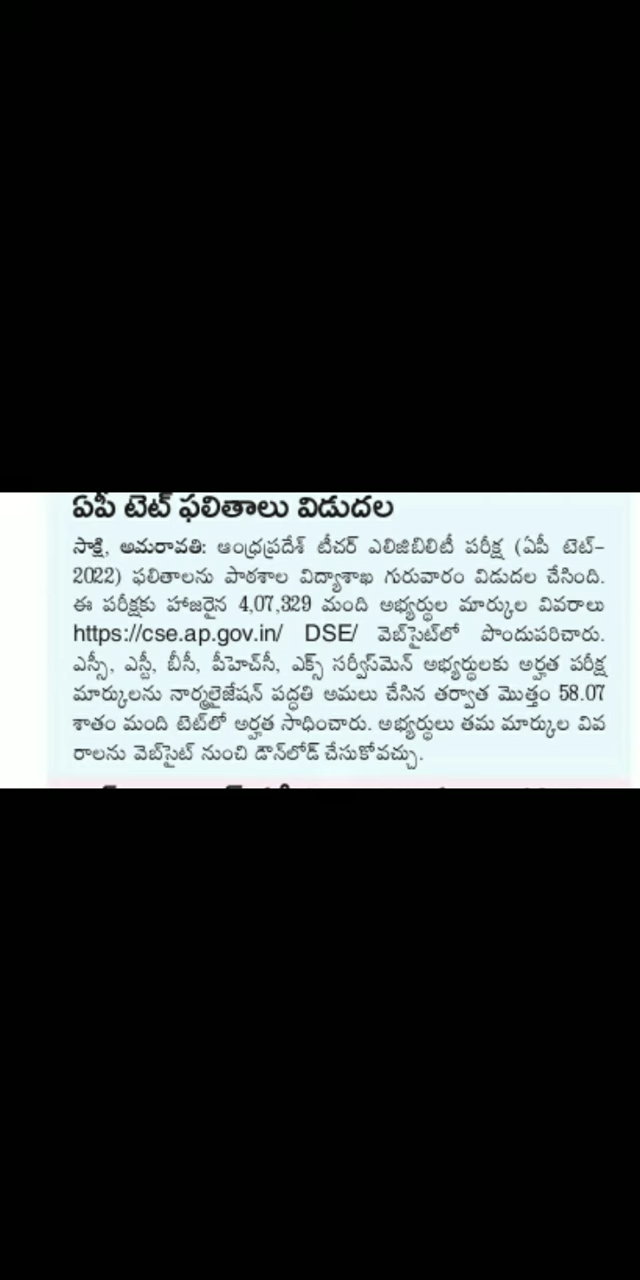 ఏపీ టెట్ ఫలితాలు విడుదల
సాక్షి, అమరావతి: ఆంధ్రప్రదేశ్ టీచర్ ఎలిజిబిలిటీ పరీక్ష (ఏపీ టెట్–
2022) ఫలితాలను పాఠశాల విద్యాశాఖ గురువారం విడుదల చేసింది.
ఈ పరీక్షకు హాజరైన 4,07,329 మంది అభ్యర్థుల మార్కుల వివరాలు
https://cse.ap.gov.in/ DSE/ వెబ్‌సైట్‌లో పొందుపరిచారు.
ఎస్సీ, ఎస్టీ, బీసీ, పీహెచ్‌సీ, ఎక్స్ సర్వీస్‌మెన్ అభ్యర్థులకు అర్హత పరీక్ష
మార్కులను నార్మలైజేషన్ పద్ధతి అమలు చేసిన తర్వాత మొత్తం 58.07
శాతం మంది టెట్‌లో అర్హత సాధించారు. అభ్యర్థులు తమ మార్కుల వివ
రాలను వెబ్‌సైట్ నుంచి డౌన్‌లోడ్ చేసుకోవచ్చు.